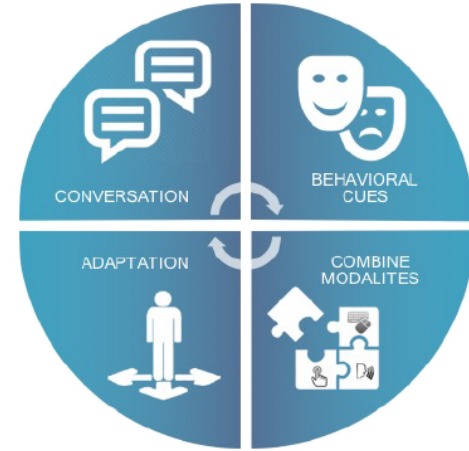 CONVERSATION
BEHAVIORAL
CUES
ADAPTATION
COMBINE
MODALITES